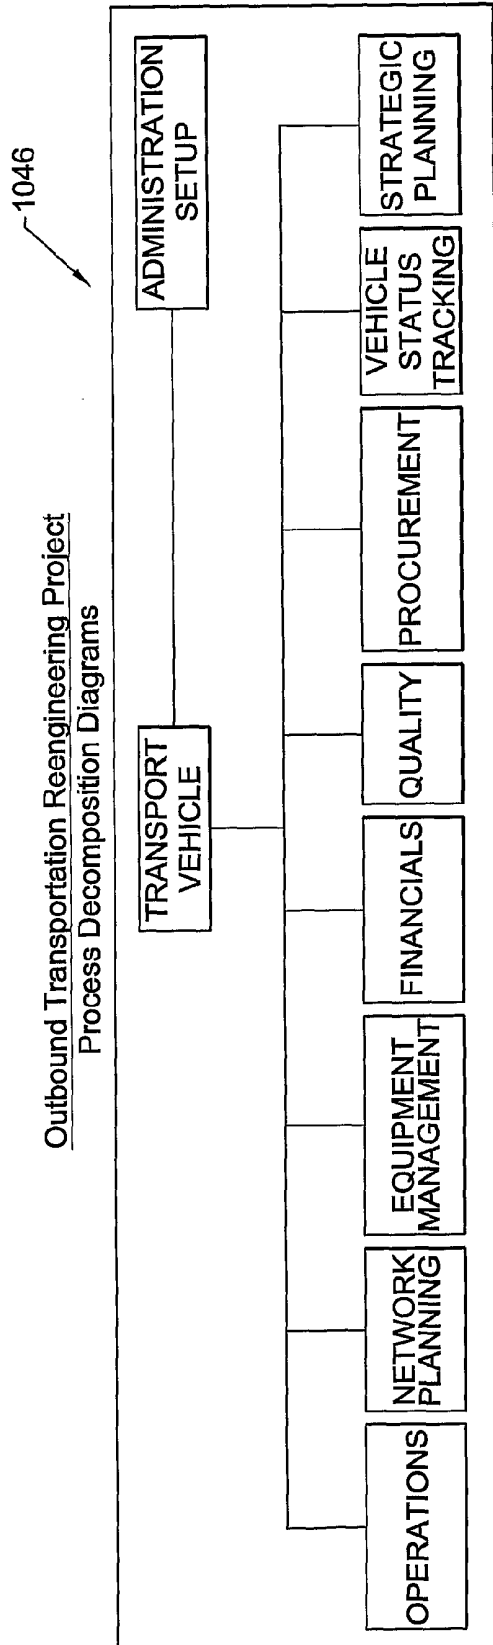 Outbound Transportation Reengineering Project
Process Decomposition Diagrams
1046
TRANSPORT
VEHICLE
ADMINISTRATION
SETUP
OPERATIONS
NETWORK
PLANNING
EQUIPMENT
MANAGEMENT
FINANCIALS
QUALITY
PROCUREMENT
VEHICLE
STATUS
TRACKING
STRATEGIC
PLANNING